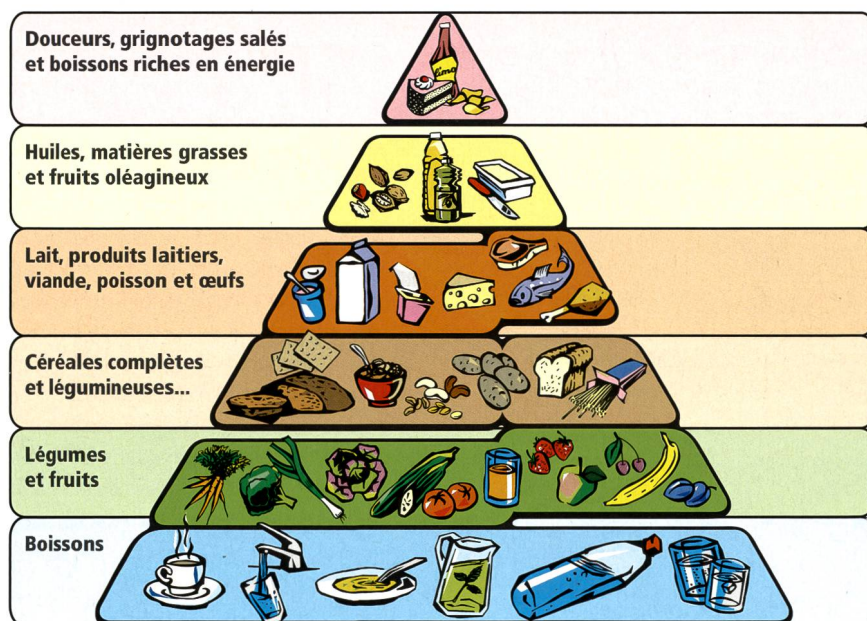 Douceurs, grignotages salés
et boissons riches en énergie
Limo
Huiles, matières grasses
et fruits oléagineux
Lait, produits laitiers,
viande, poisson et œufs
Céréales complètes
et légumineuses...
Légumes
et fruits
Boissons